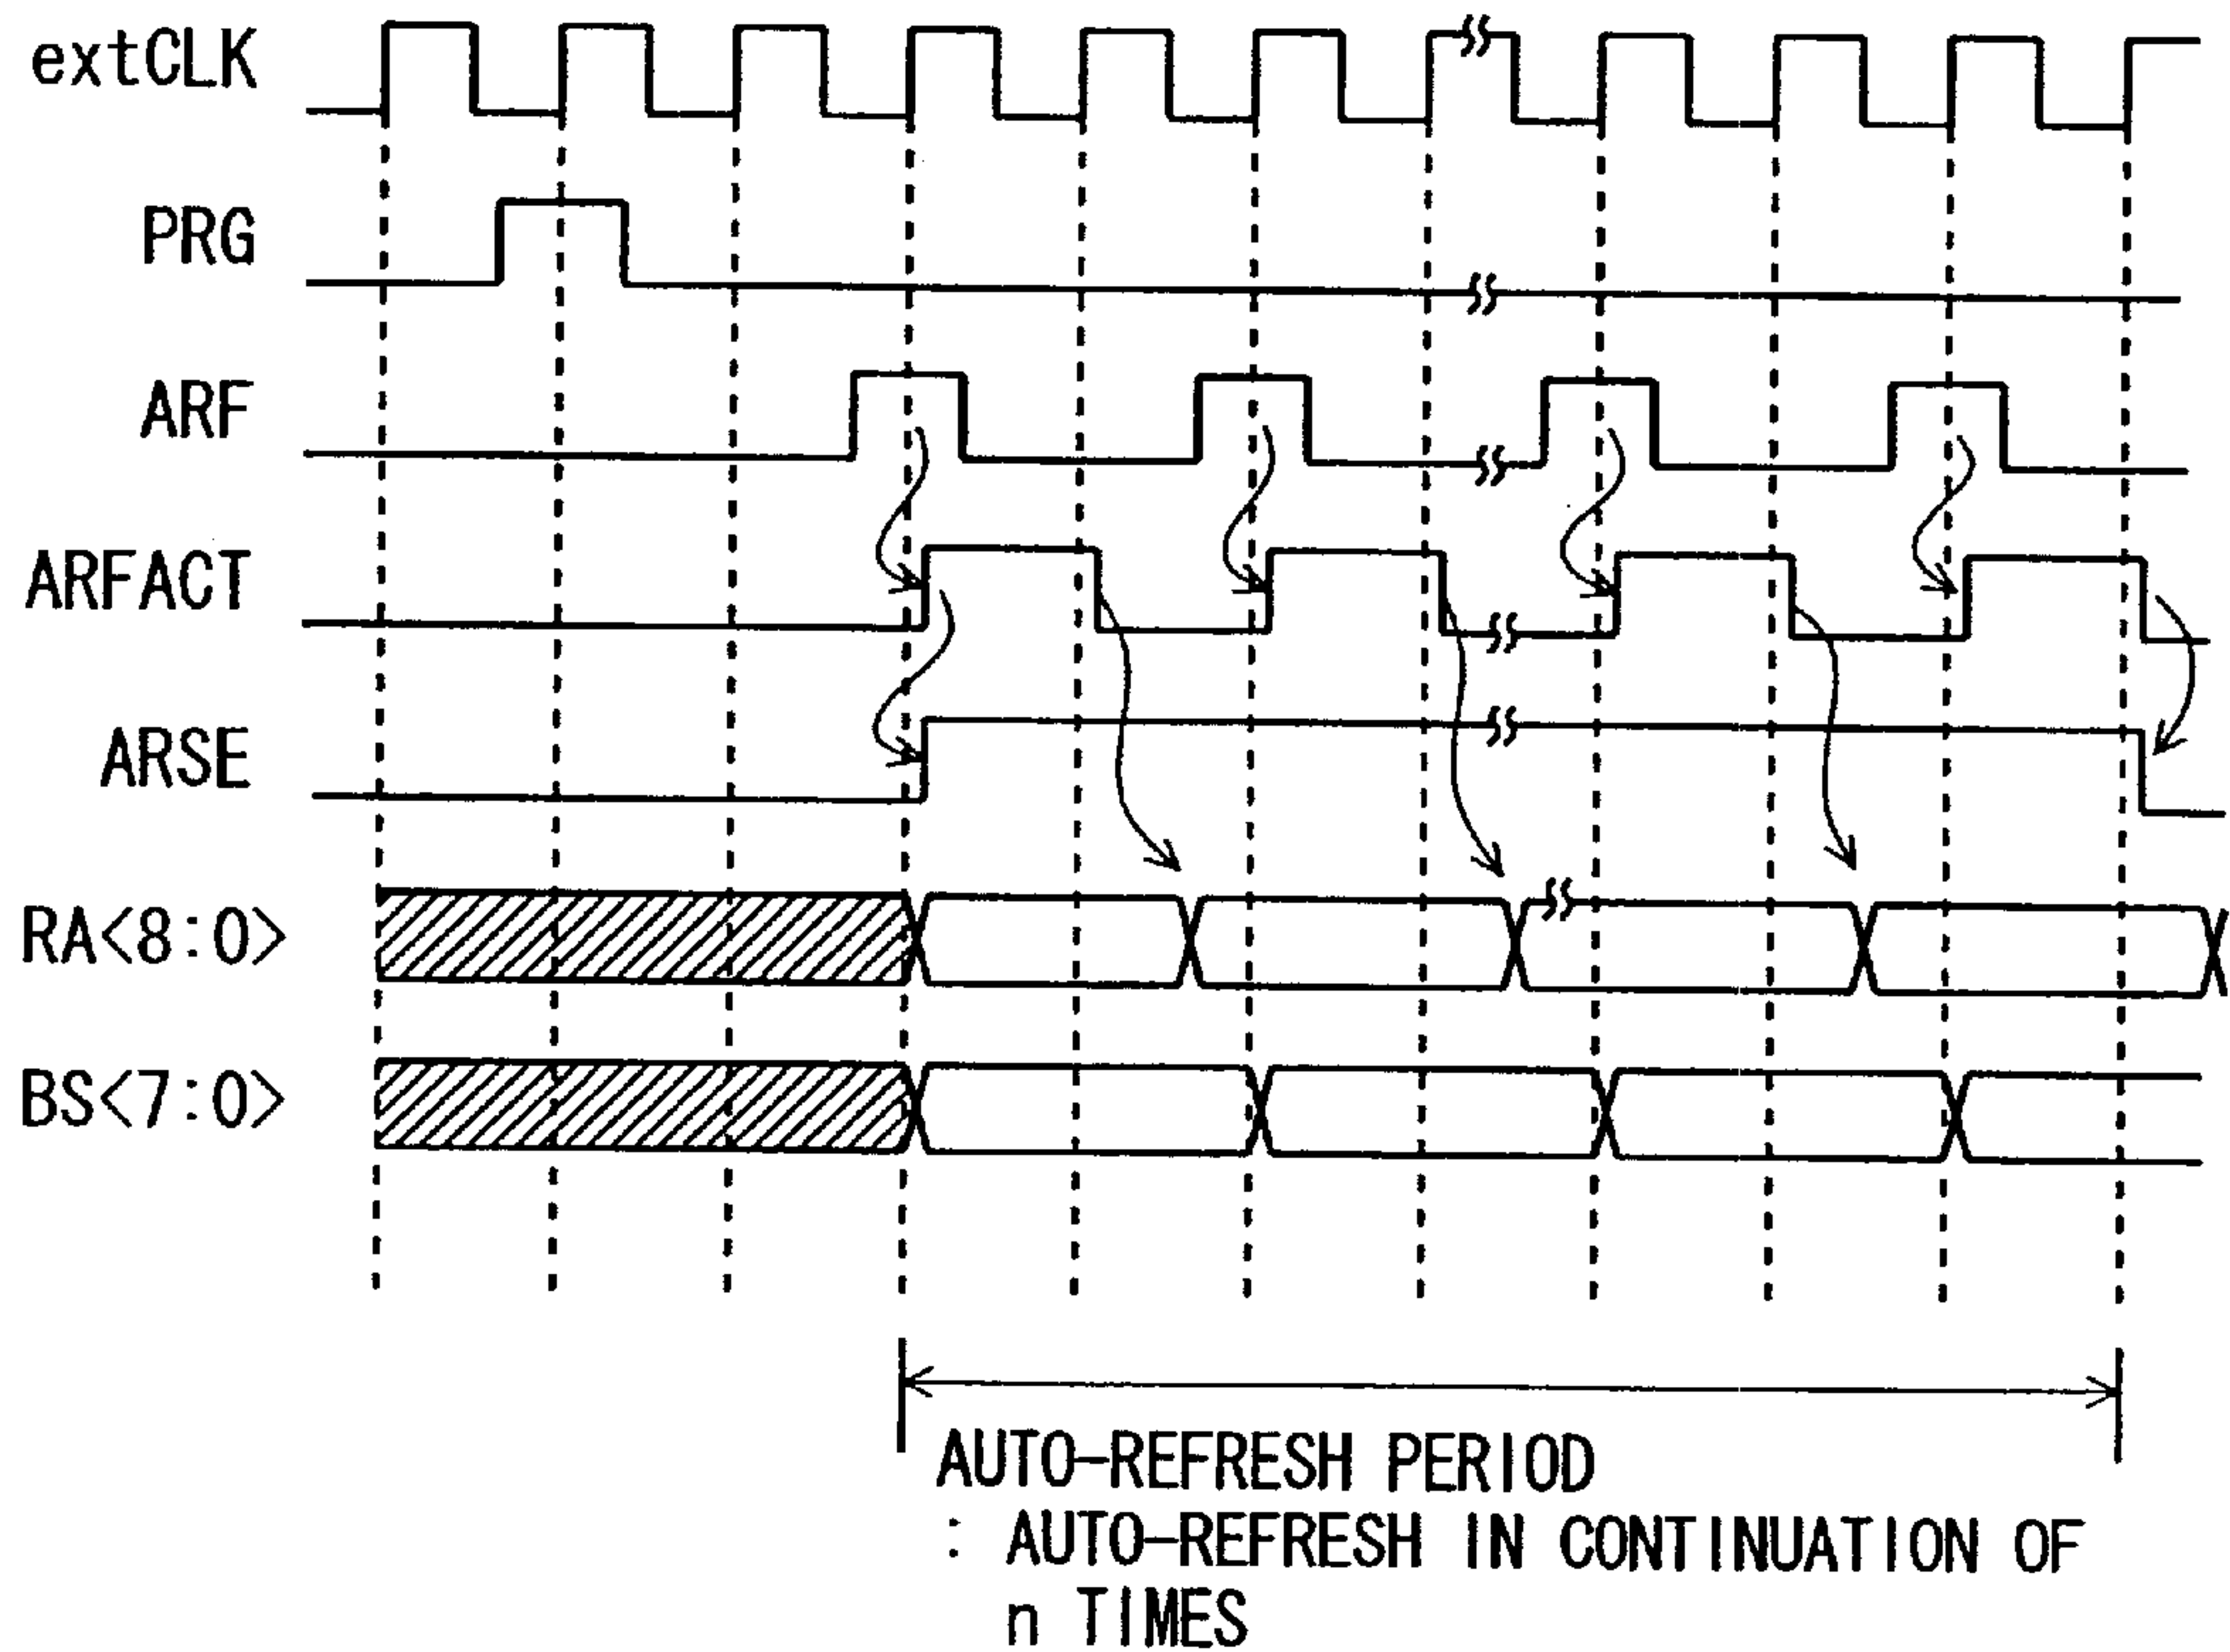 extCLK
PRG
ARF
ARFACT
ARSE
RA<8:0>
BS<7:0>
AUTO-REFRESH PERIOD
: AUTO-REFRESH IN CONTINUATION OF
n TIMES